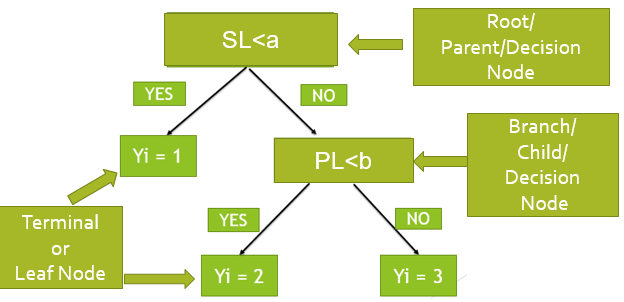 SL<a
Root/
Parent/Decision
Node
YES
NO
Yi = 1
PL<b
Branch/
Child/
Decision
Node
Terminal
or
Leaf Node
YES
NO
Yi = 2
Yi = 3